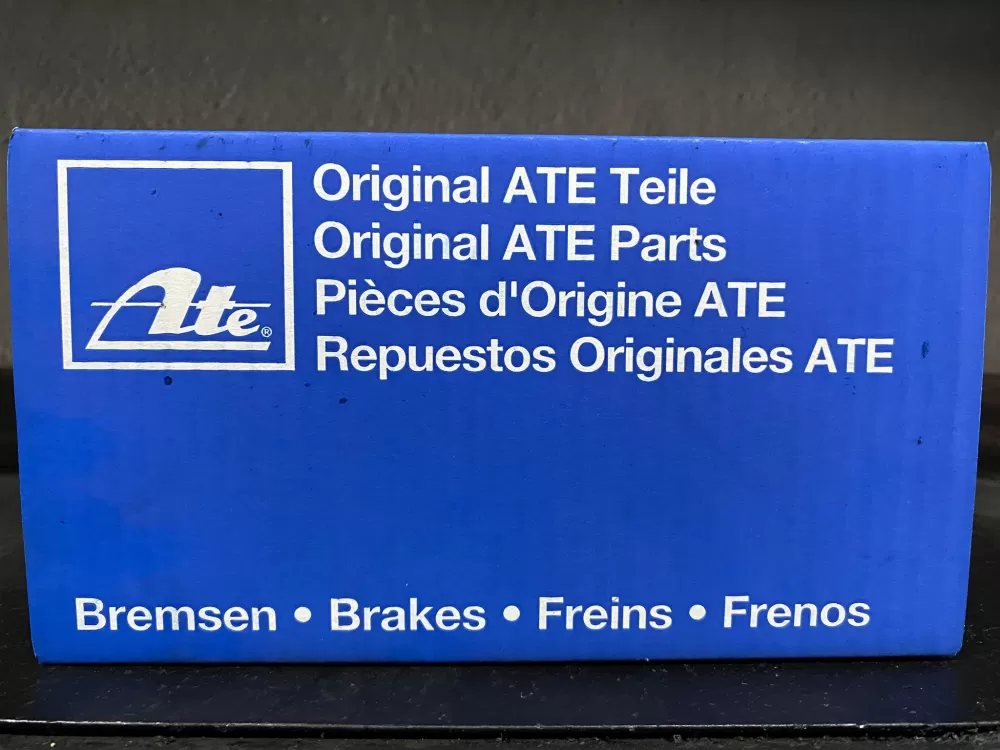 Ate®
Original ATE Teile
Original ATE Parts
Pièces d'Origine ATE
Repuestos Originales ATE
Bremsen • Brakes • Freins • Frenos